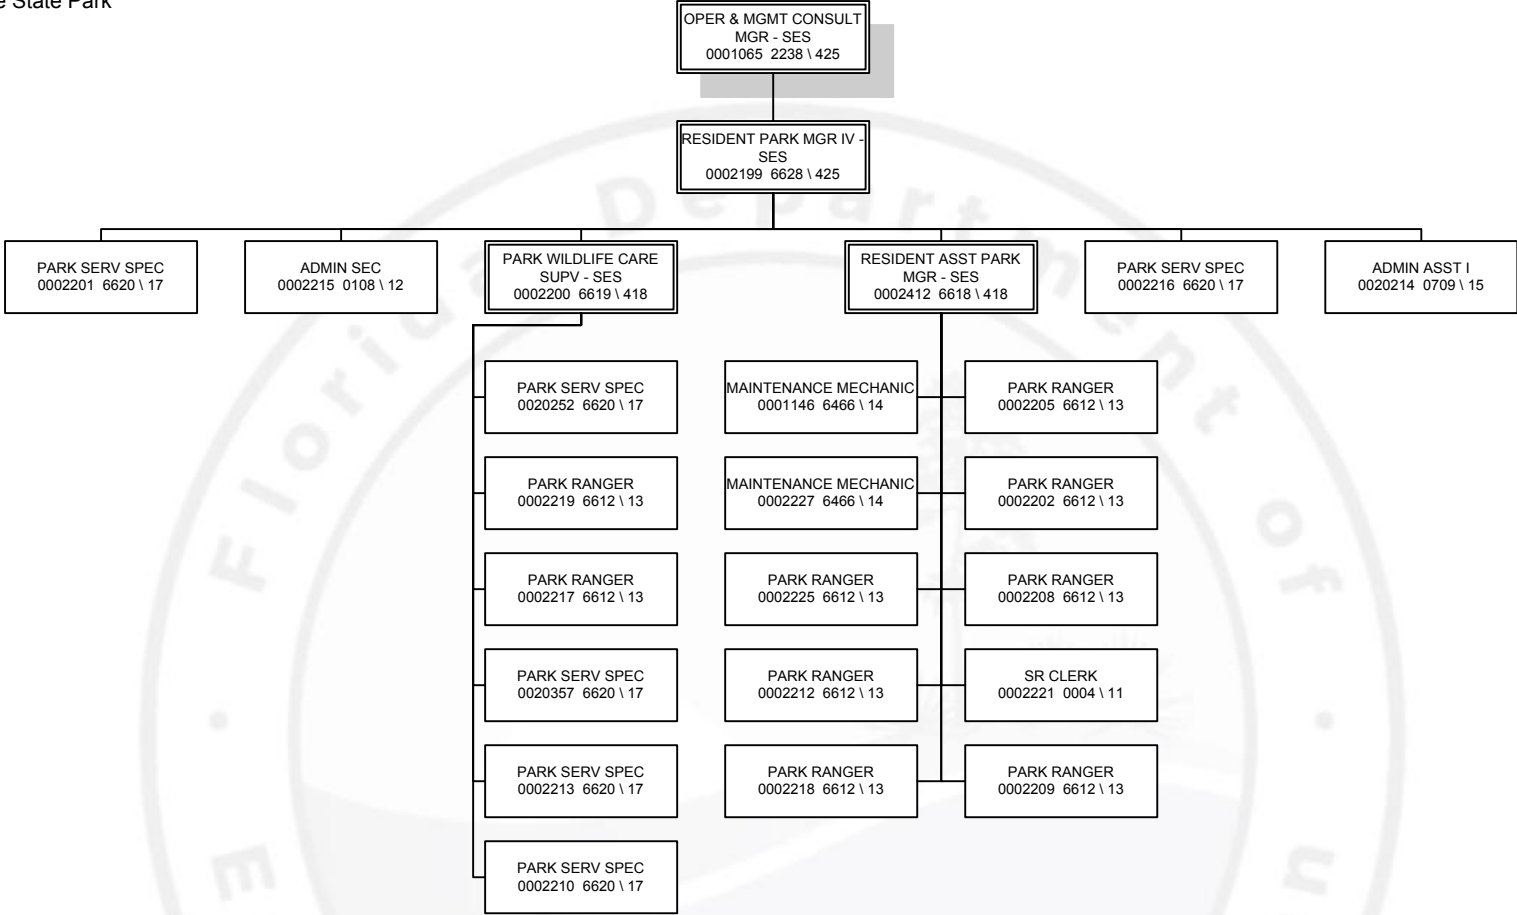 State Park
OPER & MGMT CONSULT
MGR - SES
0001065 2238 \ 425
RESIDENT PARK MGR IV -
SES
0002199 6628 \ 425
PARK SERV SPEC
0002201 6620 \ 17
ADMIN SEC
0002215 0108 \ 12
PARK WILDLIFE CARE
SUPV - SES
0002200 6619 \ 418
RESIDENT ASST PARK
MGR - SES
0002412 6618 \ 418
PARK SERV SPEC
0002216 6620 \ 17
ADMIN ASST I
0020214 0709 \ 15
PARK SERV SPEC
0020252 6620 \ 17
PARK RANGER
0002219 6612 \ 13
PARK RANGER
0002217 6612 \ 13
PARK SERV SPEC
0020357 6620 \ 17
PARK SERV SPEC
0002213 6620 \ 17
PARK SERV SPEC
0002210 6620 \ 17
MAINTENANCE MECHANIC
0001146 6466 \ 14
MAINTENANCE MECHANIC
0002227 6466 \ 14
PARK RANGER
0002225 6612 \ 13
PARK RANGER
0002212 6612 \ 13
PARK RANGER
0002218 6612 \ 13
PARK RANGER
0002205 6612 \ 13
PARK RANGER
0002202 6612 \ 13
PARK RANGER
0002208 6612 \ 13
SR CLERK
0002221 0004 \ 11
PARK RANGER
0002209 6612 \ 13
Florida Department of